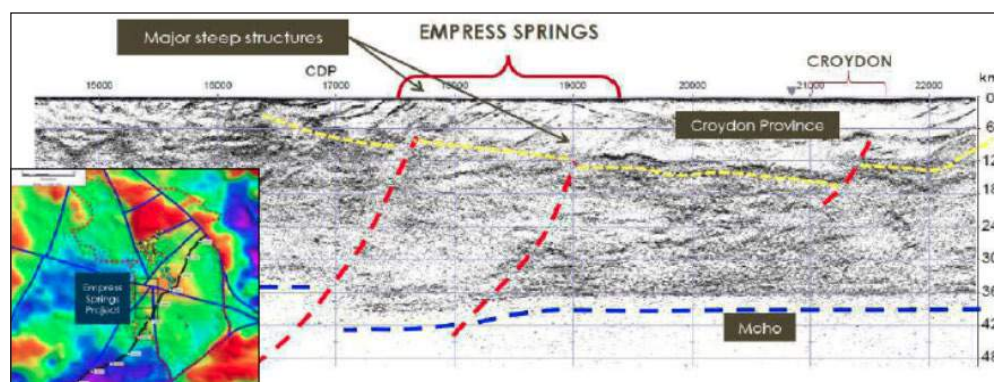 Major steep structures
EMPRESS SPRINGS
CROYDON
CDP
km
15000
16000
17000
18000
19000
20000
21000
22000
0
6
12
18
24
30
36
42
48
Croydon Province
Empress
Springs
Project
Moho